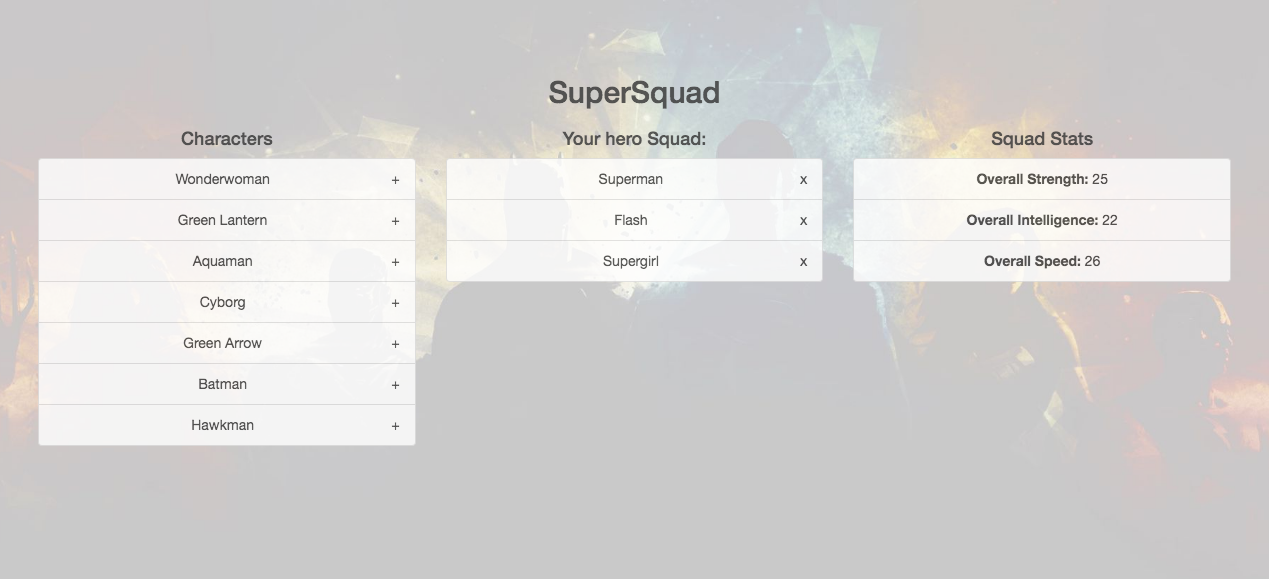 SuperSquad
Characters
Wonderwoman +
Green Lantern +
Aquaman +
Cyborg +
Green Arrow +
Batman +
Hawkman +
Your hero Squad:
Superman x
Flash x
Supergirl x
Squad Stats
Overall Strength: 25
Overall Intelligence: 22
Overall Speed: 26